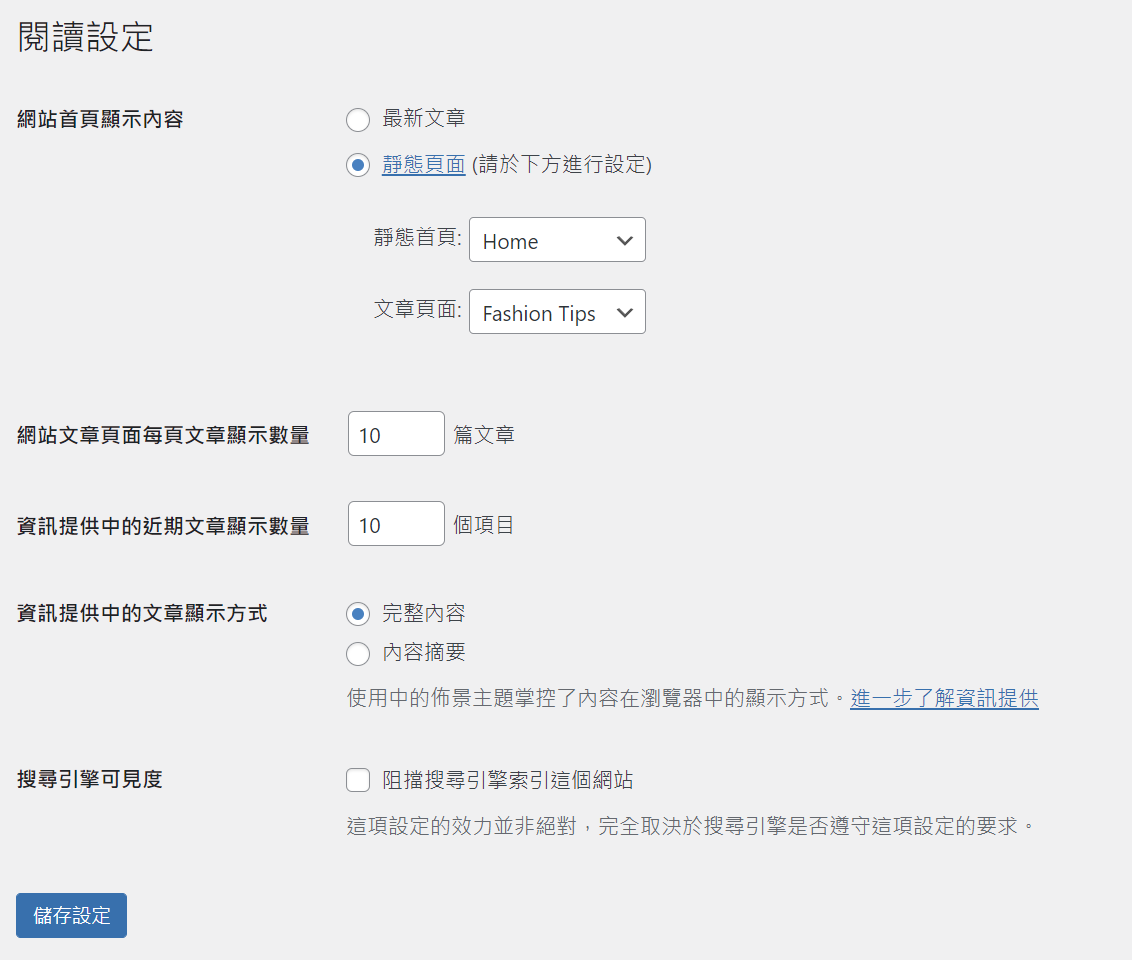 閱讀設定
網站首頁顯示內容
最新文章
靜態頁面 (請於下方進行設定)
靜態首頁: Home
文章頁面: Fashion Tips
網站文章頁面每頁文章顯示數量 10 篇文章
資訊提供中的近期文章顯示數量 10 個項目
資訊提供中的文章顯示方式
完整內容
內容摘要
使用中的佈景主題掌控了內容在瀏覽器中的顯示方式。進一步了解資訊提供
搜尋引擎可見度
阻擋搜尋引擎索引這個網站
這項設定的效力並非絕對，完全取決於搜尋引擎是否遵守這項設定的要求。
儲存設定